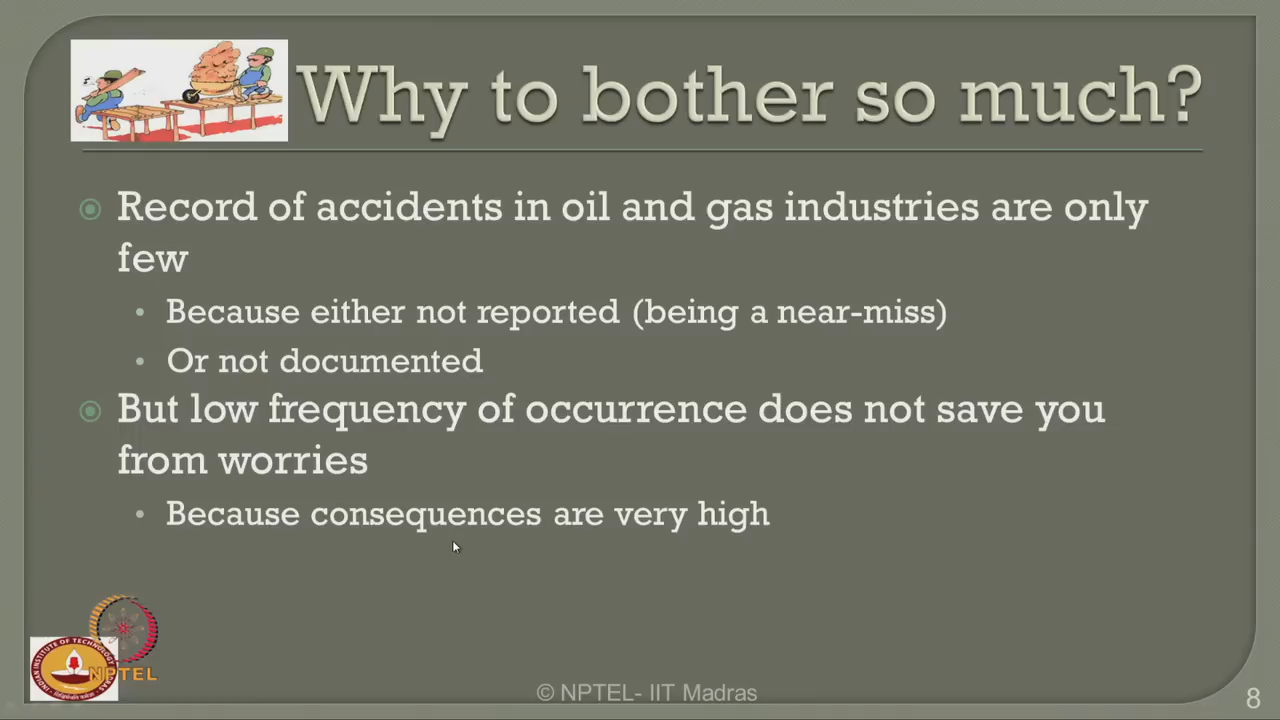 Why to bother so much?
Record of accidents in oil and gas industries are only
few
Because either not reported (being a near-miss)
Or not documented
But low frequency of occurrence does not save you
from worries
Because consequences are very high
NPTEL
© NPTEL- IIT Madras
8